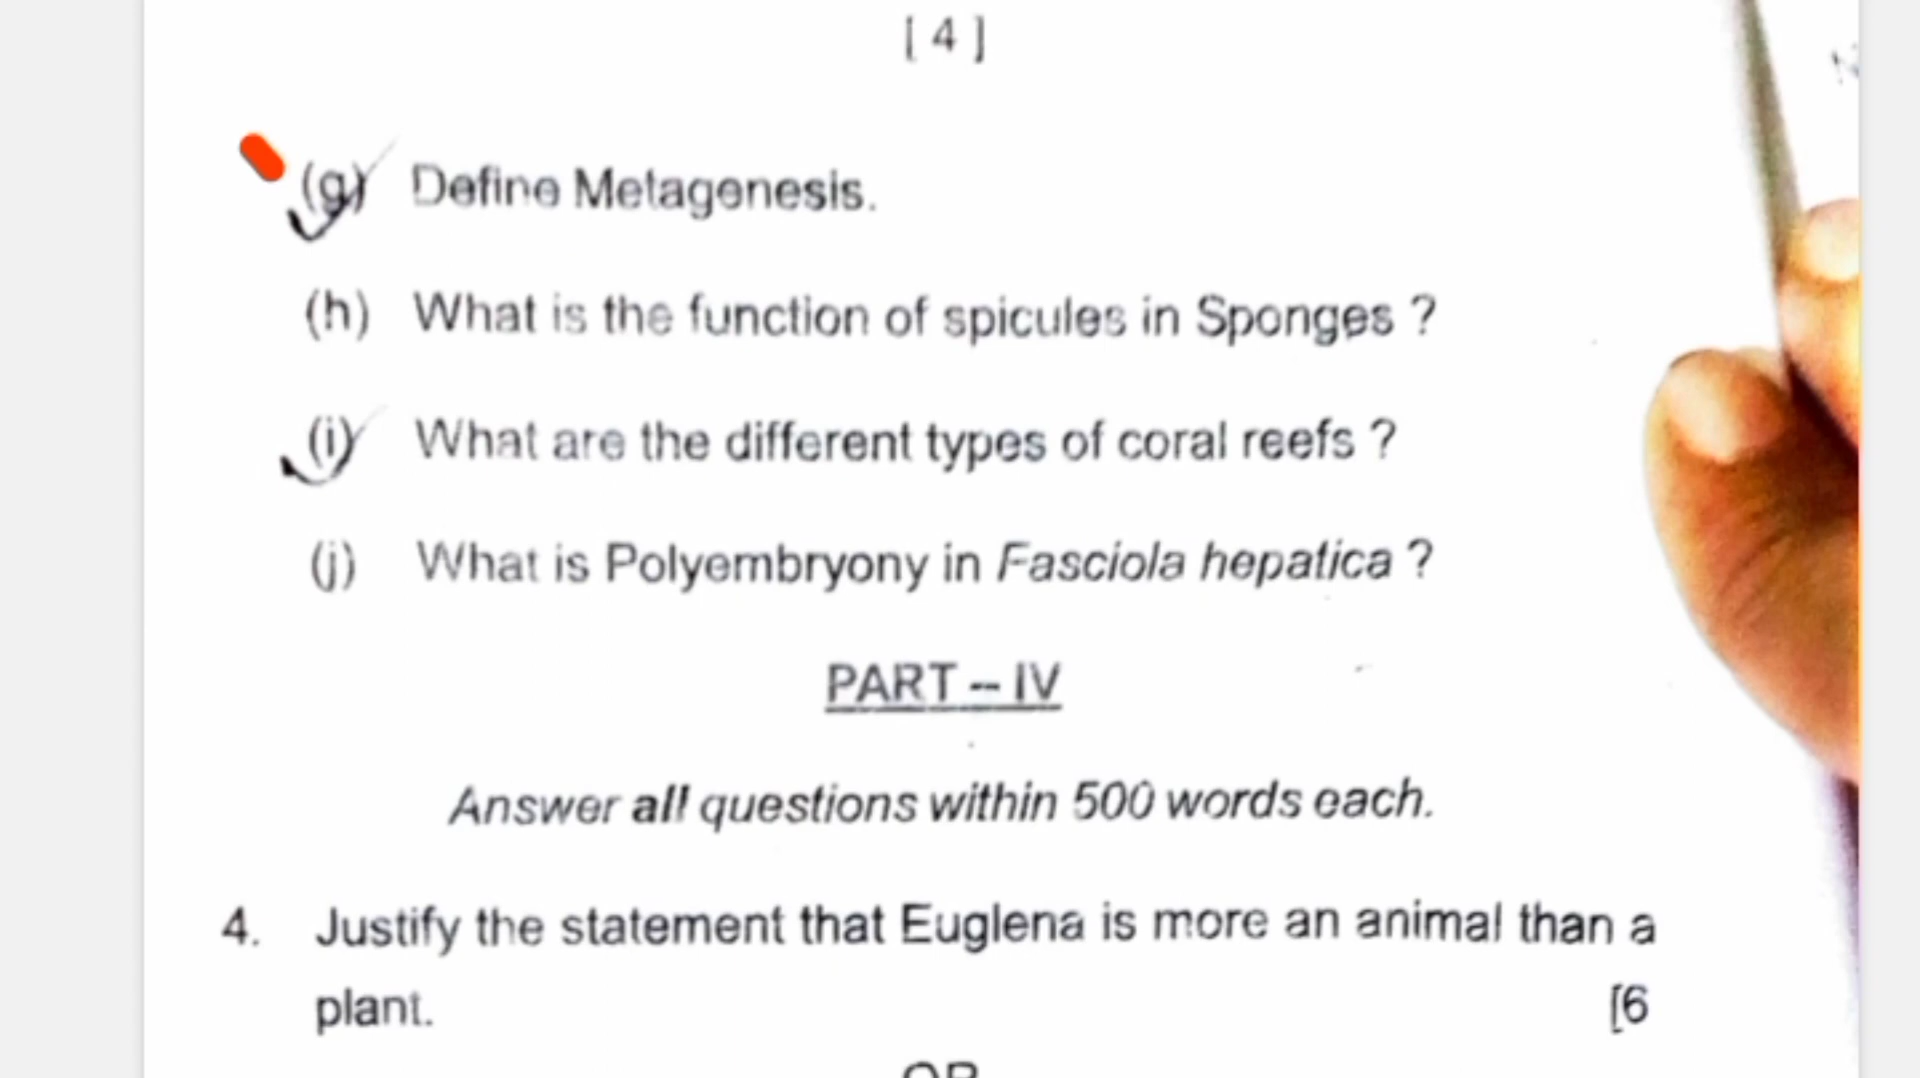 [ 4 ]
(g) Define Metagenesis.
(h) What is the function of spicules in Sponges ?
(i) What are the different types of coral reefs ?
(j) What is Polyembryony in Fasciola hepatica ?
PART – IV
Answer all questions within 500 words each.
4. Justify the statement that Euglena is more an animal than a
plant. [6
OR